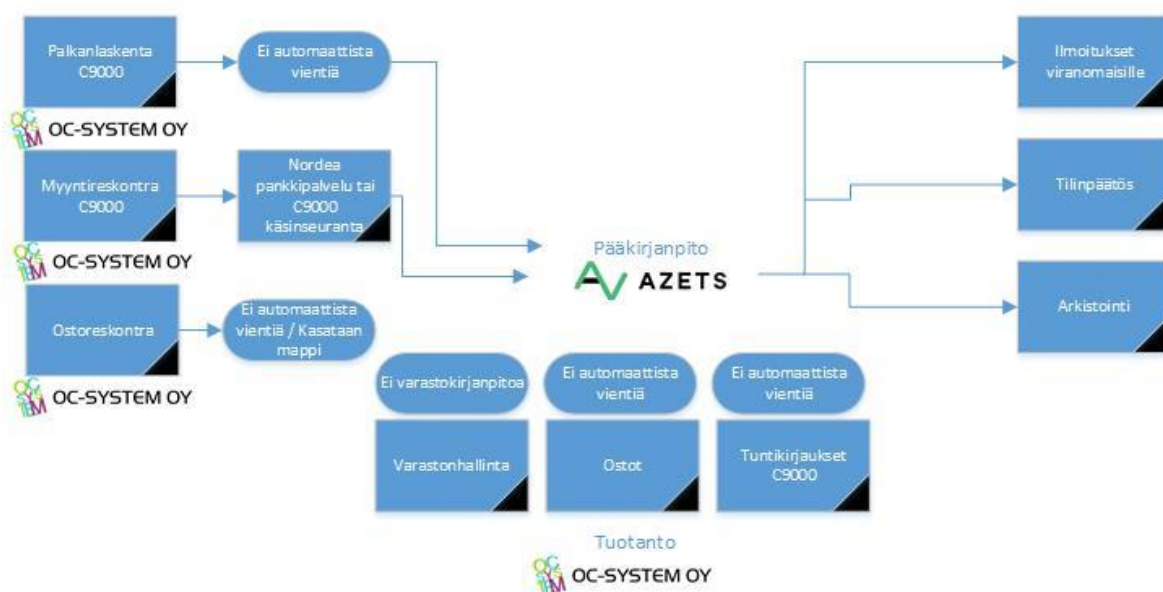 Palkanlaskenta
C9000
Ei automaattista
vientiä
Ilmoitukset
viranomaisille
OC-SYSTEM OY
Myyntireskontra
C9000
Nordea
pankkipalvelu tai
C9000
käsinseuranta
Tilinpäätös
OC-SYSTEM OY
Pääkirjanpito
AZETS
Arkistointi
Ostoreskontra
Ei automaattista
vientiä / Kasataan
mappi
OC-SYSTEM OY
Ei varastokirjanpitoa
Ei automaattista
vientiä
Ei automaattista
vientiä
Varastonhallinta
Ostot
Tuntikirjaukset
C9000
Tuotanto
OC-SYSTEM OY